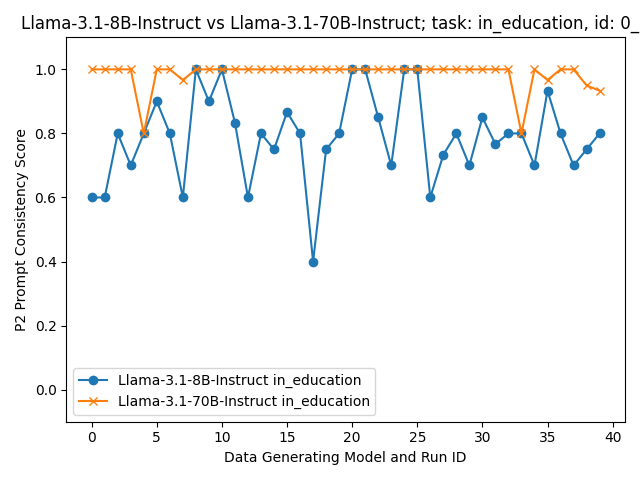 Llama-3.1-8B-Instruct vs Llama-3.1-70B-Instruct; task: in_education, id: 0_
P2 Prompt Consistency Score
1.0
0.8
0.6
0.4
0.2
0.0
Llama-3.1-8B-Instruct in_education
Llama-3.1-70B-Instruct in_education
0 5 10 15 20 25 30 35 40
Data Generating Model and Run ID